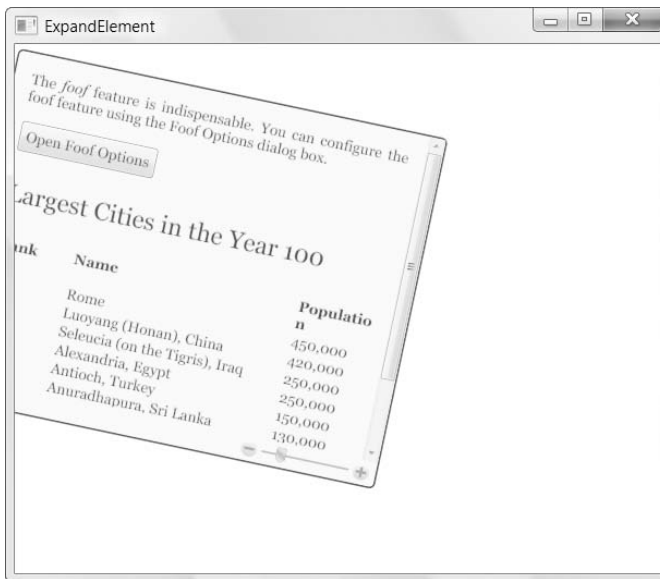 ExpandElement
The foof feature is indispensable. You can configure the
foof feature using the Foof Options dialog box.
Open Foof Options
Largest Cities in the Year 100
Name
Populatio
n
Rome
450,000
Luoyang (Honan), China
420,000
Seleucia (on the Tigris), Iraq
250,000
Alexandria, Egypt
250,000
Antioch, Turkey
150,000
Anuradhapura, Sri Lanka
130,000